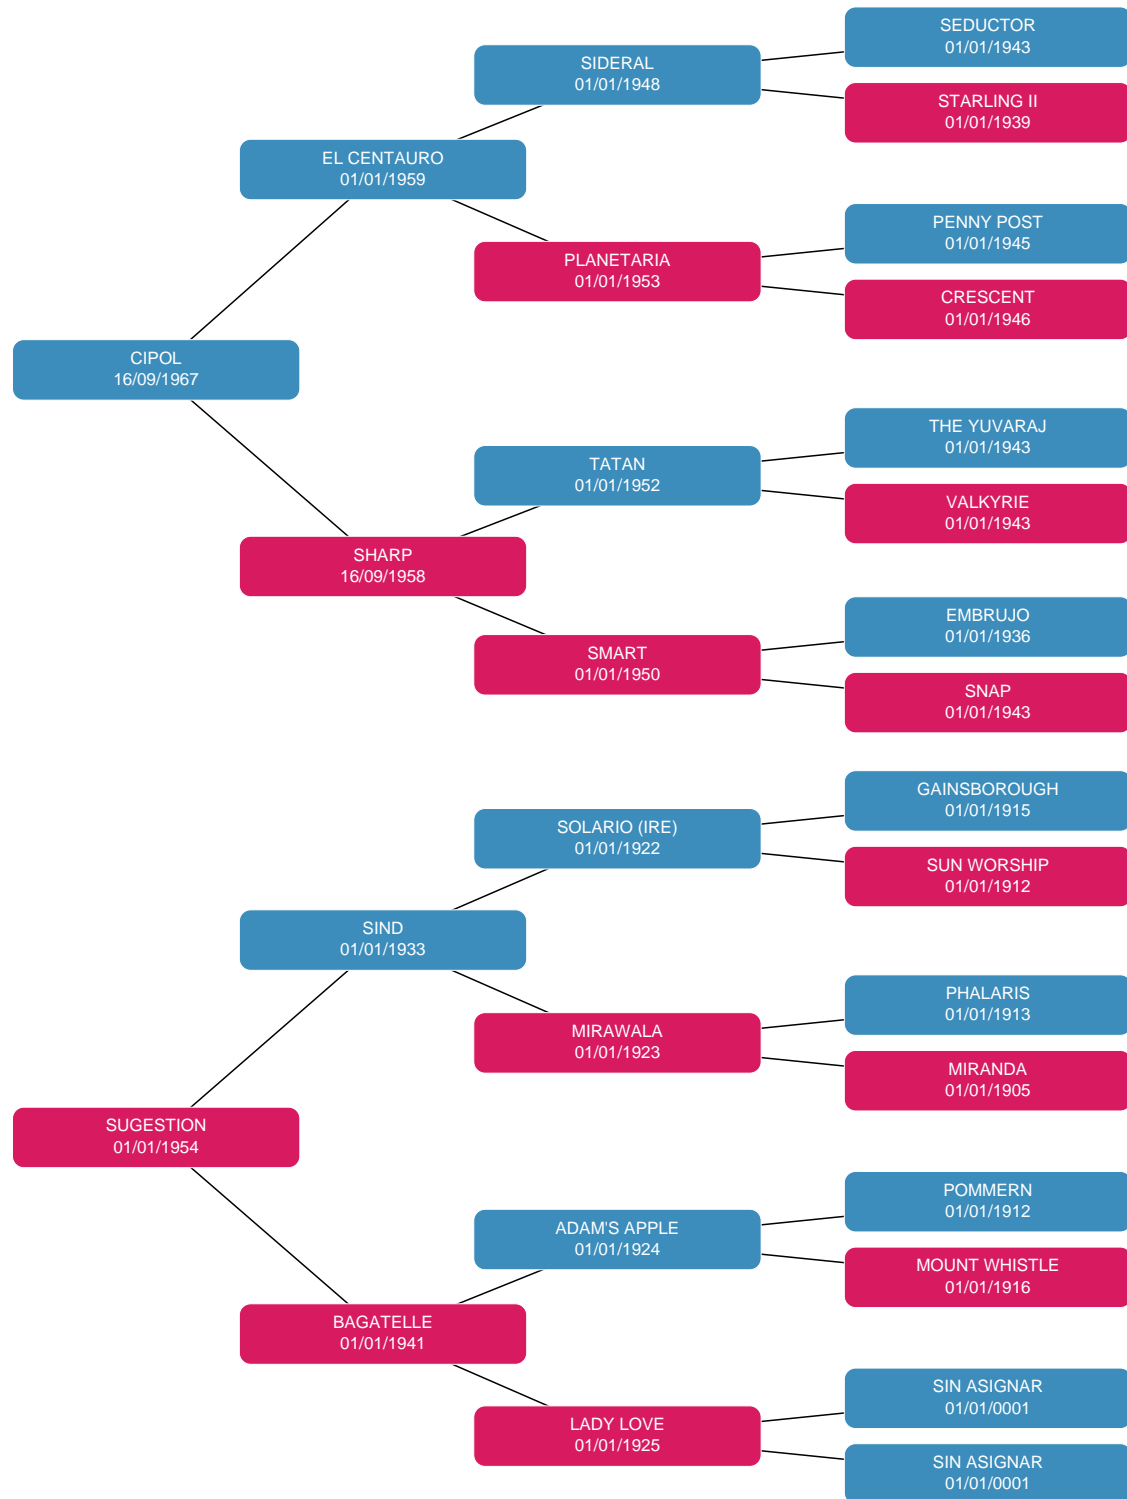 SEDUCTOR
01/01/1943
SIDERAL
01/01/1948
STARLING II
01/01/1939
EL CENTAURO
01/01/1959
PENNY POST
01/01/1945
PLANETARIA
01/01/1953
CRESCENT
01/01/1946
CIPOL
16/09/1967
THE YUVARAJ
01/01/1943
TATAN
01/01/1952
VALKYRIE
01/01/1943
SHARP
16/09/1958
EMBRUJO
01/01/1936
SMART
01/01/1950
SNAP
01/01/1943
GAINSBOROUGH
01/01/1915
SOLARIO (IRE)
01/01/1922
SUN WORSHIP
01/01/1912
SIND
01/01/1933
PHALARIS
01/01/1913
MIRAWALA
01/01/1923
MIRANDA
01/01/1905
SUGESTION
01/01/1954
POMMERN
01/01/1912
ADAM'S APPLE
01/01/1924
MOUNT WHISTLE
01/01/1916
BAGATELLE
01/01/1941
SIN ASIGNAR
01/01/0001
LADY LOVE
01/01/1925
SIN ASIGNAR
01/01/0001